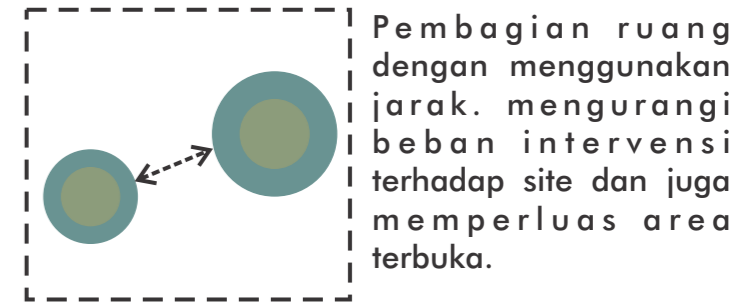 Pembagian ruang
dengan menggunakan
jarak. mengurangi
beban intervensi
terhadap site dan juga
memperluas area
terbuka.